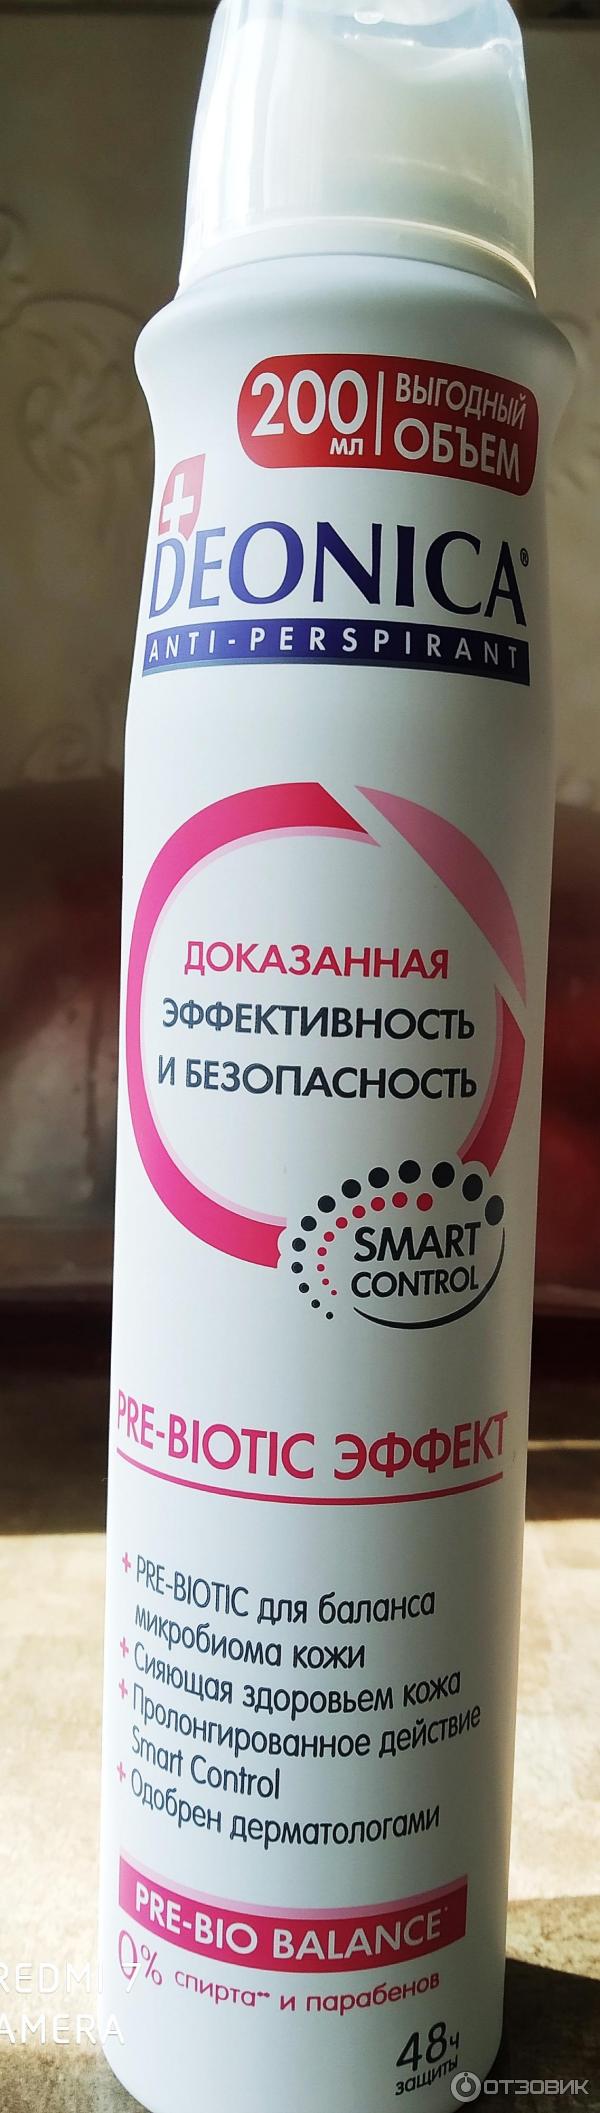 200 МЛ
ВЫГОДНЫЙ
ОБЪЕМ
DEONICA®
ANTI-PERSPIRANT
ДОКАЗАННАЯ
ЭФФЕКТИВНОСТЬ
И БЕЗОПАСНОСТЬ
SMART
CONTROL
PRE-BIOTIC ЭФФЕКТ
+ PRE-BIOTIC для баланса
микробиома кожи
+ Сияющая здоровьем кожа
+ Пролонгированное действие
Smart Control
+ Одобрен дерматологами
PRE-BIO BALANCE*
0% спирта** и парабенов
48ч
защиты
REDMI 7
CAMERA
ОТЗОВИК